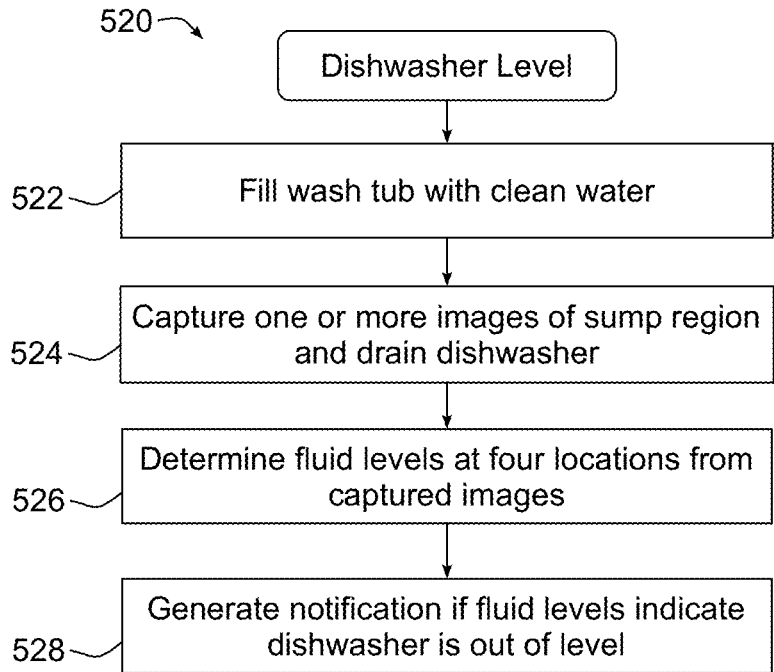 520
Dishwasher Level
522
Fill wash tub with clean water
524
Capture one or more images of sump region
and drain dishwasher
526
Determine fluid levels at four locations from
captured images
528
Generate notification if fluid levels indicate
dishwasher is out of level